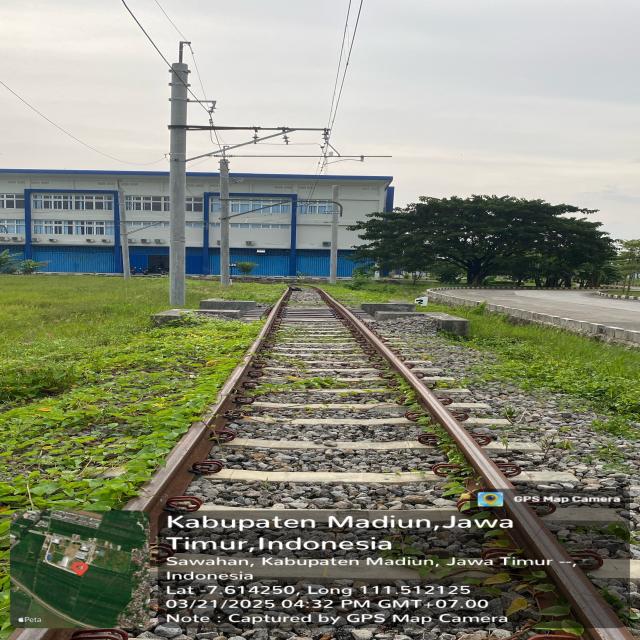 GPS Map Camera
Kabupaten Madiun,Jawa
Timur,Indonesia
Sawahan, Kabupaten Madiun, Jawa Timur --,
Indonesia
Lat -7.614250, Long 111.512125
03/21/2025 04:32 PM GMT+07.00
Note : Captured by GPS Map Camera
Peta